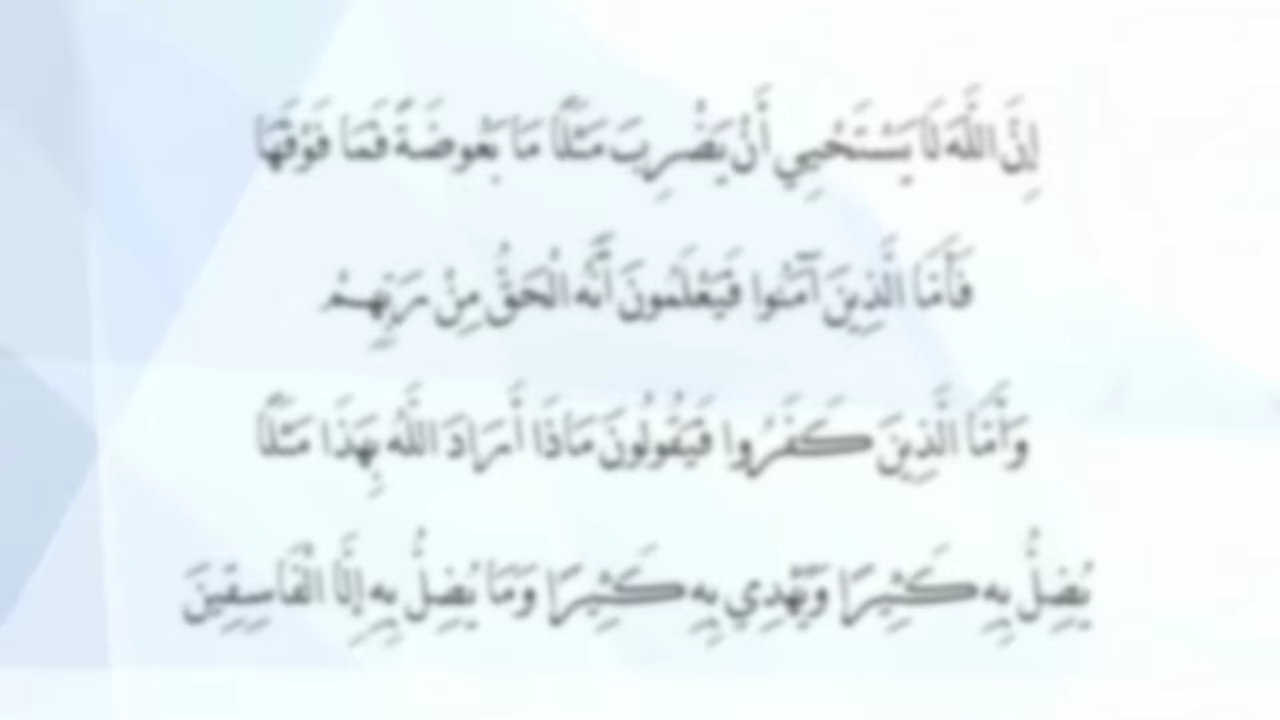 إِنَّ اللَّهَ لَا يَسْتَحْيِي أَنْ يَضْرِبَ مَثَلًا مَا بَعُوضَةً فَمَا فَوْقَهَا
فَأَمَّا الَّذِينَ آمَنُوا فَيَعْلَمُونَ أَنَّهُ الْحَقُّ مِنْ رَبِّهِمْ
وَأَمَّا الَّذِينَ كَفَرُوا فَيَقُولُونَ مَاذَا أَرَادَ اللَّهُ بِهَذَا مَثَلًا
يُضِلُّ بِهِ كَثِيرًا وَيَهْدِي بِهِ كَثِيرًا وَمَا يُضِلُّ بِهِ إِلَّا الْفَاسِقِينَ